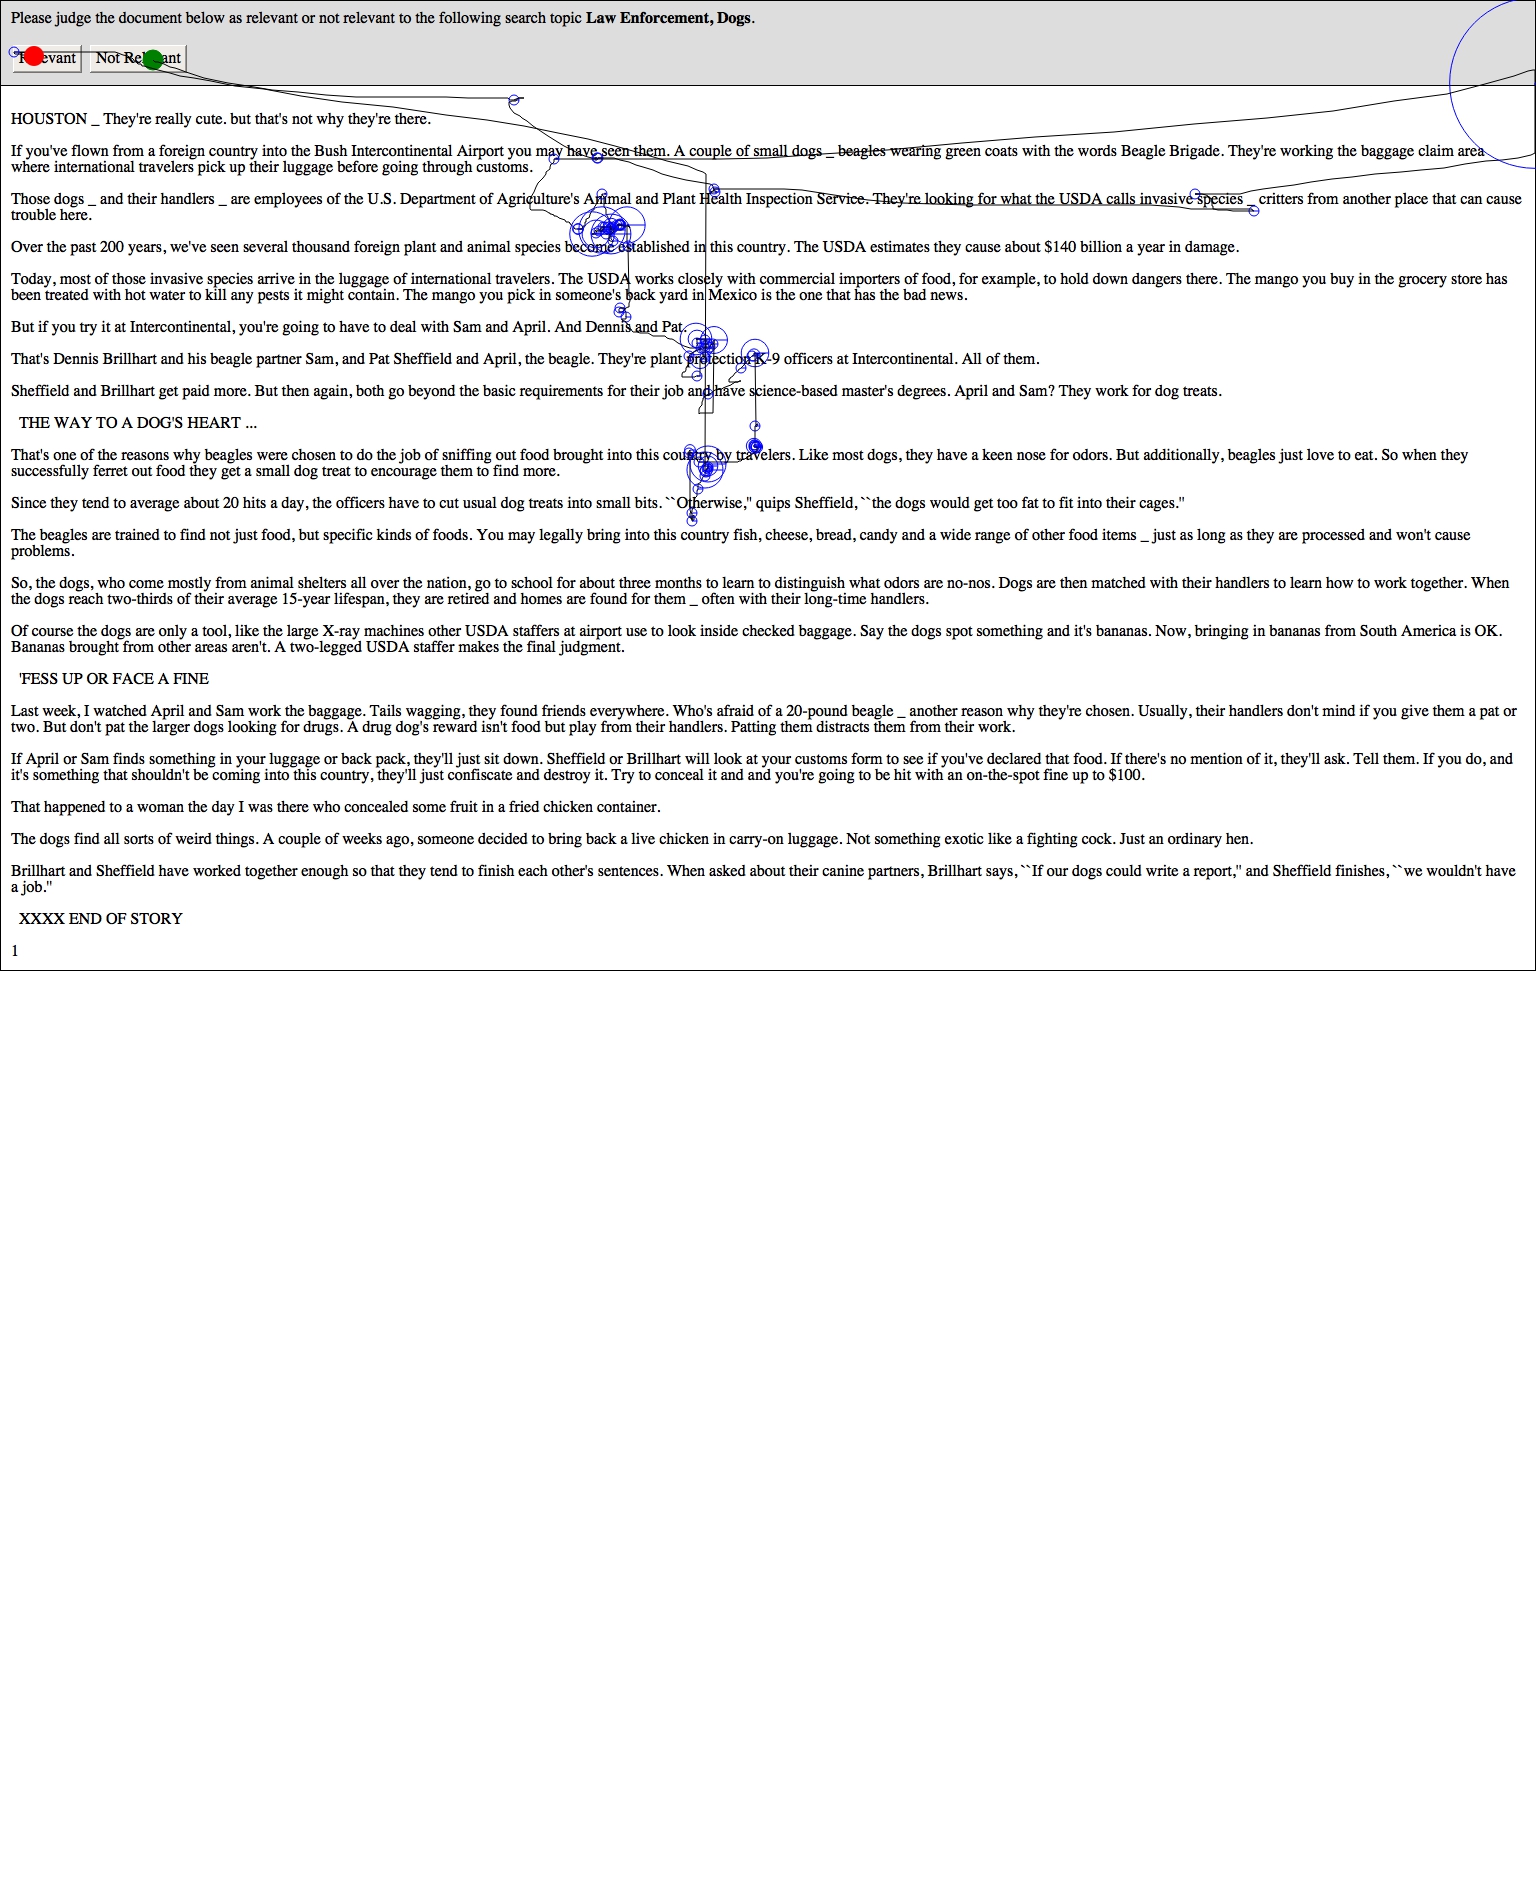 Please judge the document below as relevant or not relevant to the following search topic Law Enforcement, Dogs.
Relevant Not Relevant
HOUSTON _ They're really cute. but that's not why they're there.
If you've flown from a foreign country into the Bush Intercontinental Airport you may have seen them. A couple of small dogs _ beagles wearing green coats with the words Beagle Brigade. They're working the baggage claim area
where international travelers pick up their luggage before going through customs.
Those dogs _ and their handlers _ are employees of the U.S. Department of Agriculture's Animal and Plant Health Inspection Service. They're looking for what the USDA calls invasive species _ critters from another place that can cause
trouble here.
Over the past 200 years, we've seen several thousand foreign plant and animal species become established in this country. The USDA estimates they cause about $140 billion a year in damage.
Today, most of those invasive species arrive in the luggage of international travelers. The USDA works closely with commercial importers of food, for example, to hold down dangers there. The mango you buy in the grocery store has
been treated with hot water to kill any pests it might contain. The mango you pick in someone's back yard in Mexico is the one that has the bad news.
But if you try it at Intercontinental, you're going to have to deal with Sam and April. And Dennis and Pat.
That's Dennis Brillhart and his beagle partner Sam, and Pat Sheffield and April, the beagle. They're plant protection K-9 officers at Intercontinental. All of them.
Sheffield and Brillhart get paid more. But then again, both go beyond the basic requirements for their job and have science-based master's degrees. April and Sam? They work for dog treats.
THE WAY TO A DOG'S HEART ...
That's one of the reasons why beagles were chosen to do the job of sniffing out food brought into this country by travelers. Like most dogs, they have a keen nose for odors. But additionally, beagles just love to eat. So when they
successfully ferret out food they get a small dog treat to encourage them to find more.
Since they tend to average about 20 hits a day, the officers have to cut usual dog treats into small bits. ``Otherwise,'' quips Sheffield, ``the dogs would get too fat to fit into their cages.''
The beagles are trained to find not just food, but specific kinds of foods. You may legally bring into this country fish, cheese, bread, candy and a wide range of other food items _ just as long as they are processed and won't cause
problems.
So, the dogs, who come mostly from animal shelters all over the nation, go to school for about three months to learn to distinguish what odors are no-nos. Dogs are then matched with their handlers to learn how to work together. When
the dogs reach two-thirds of their average 15-year lifespan, they are retired and homes are found for them _ often with their long-time handlers.
Of course the dogs are only a tool, like the large X-ray machines other USDA staffers at airport use to look inside checked baggage. Say the dogs spot something and it's bananas. Now, bringing in bananas from South America is OK.
Bananas brought from other areas aren't. A two-legged USDA staffer makes the final judgment.
'FESS UP OR FACE A FINE
Last week, I watched April and Sam work the baggage. Tails wagging, they found friends everywhere. Who's afraid of a 20-pound beagle _ another reason why they're chosen. Usually, their handlers don't mind if you give them a pat or
two. But don't pat the larger dogs looking for drugs. A drug dog's reward isn't food but play from their handlers. Patting them distracts them from their work.
If April or Sam finds something in your luggage or back pack, they'll just sit down. Sheffield or Brillhart will look at your customs form to see if you've declared that food. If there's no mention of it, they'll ask. Tell them. If you do, and
it's something that shouldn't be coming into this country, they'll just confiscate and destroy it. Try to conceal it and and you're going to be hit with an on-the-spot fine up to $100.
That happened to a woman the day I was there who concealed some fruit in a fried chicken container.
The dogs find all sorts of weird things. A couple of weeks ago, someone decided to bring back a live chicken in carry-on luggage. Not something exotic like a fighting cock. Just an ordinary hen.
Brillhart and Sheffield have worked together enough so that they tend to finish each other's sentences. When asked about their canine partners, Brillhart says, ``If our dogs could write a report,'' and Sheffield finishes, ``we wouldn't have
a job.''
XXXX END OF STORY
1